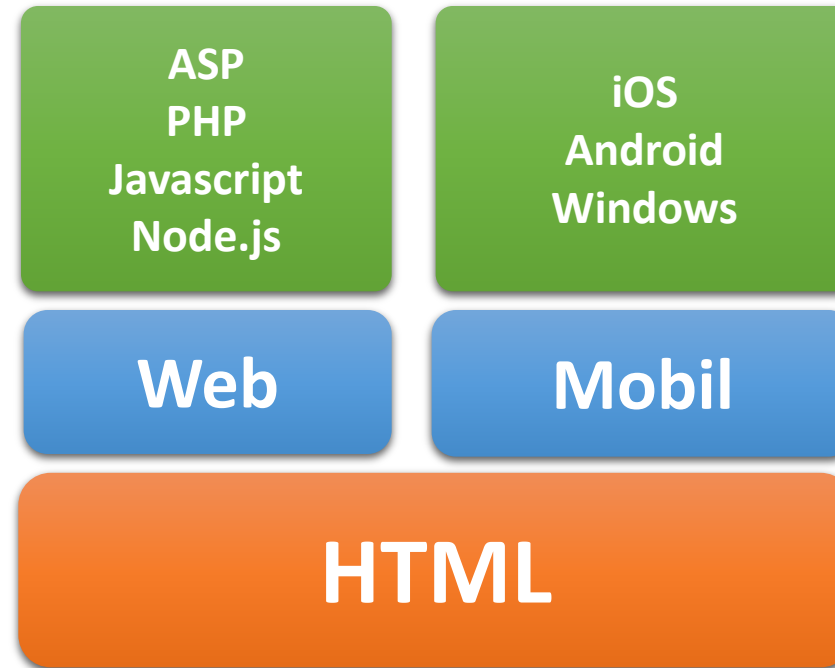 ASP
PHP
Javascript
Node.js
iOS
Android
Windows
Web
Mobil
HTML